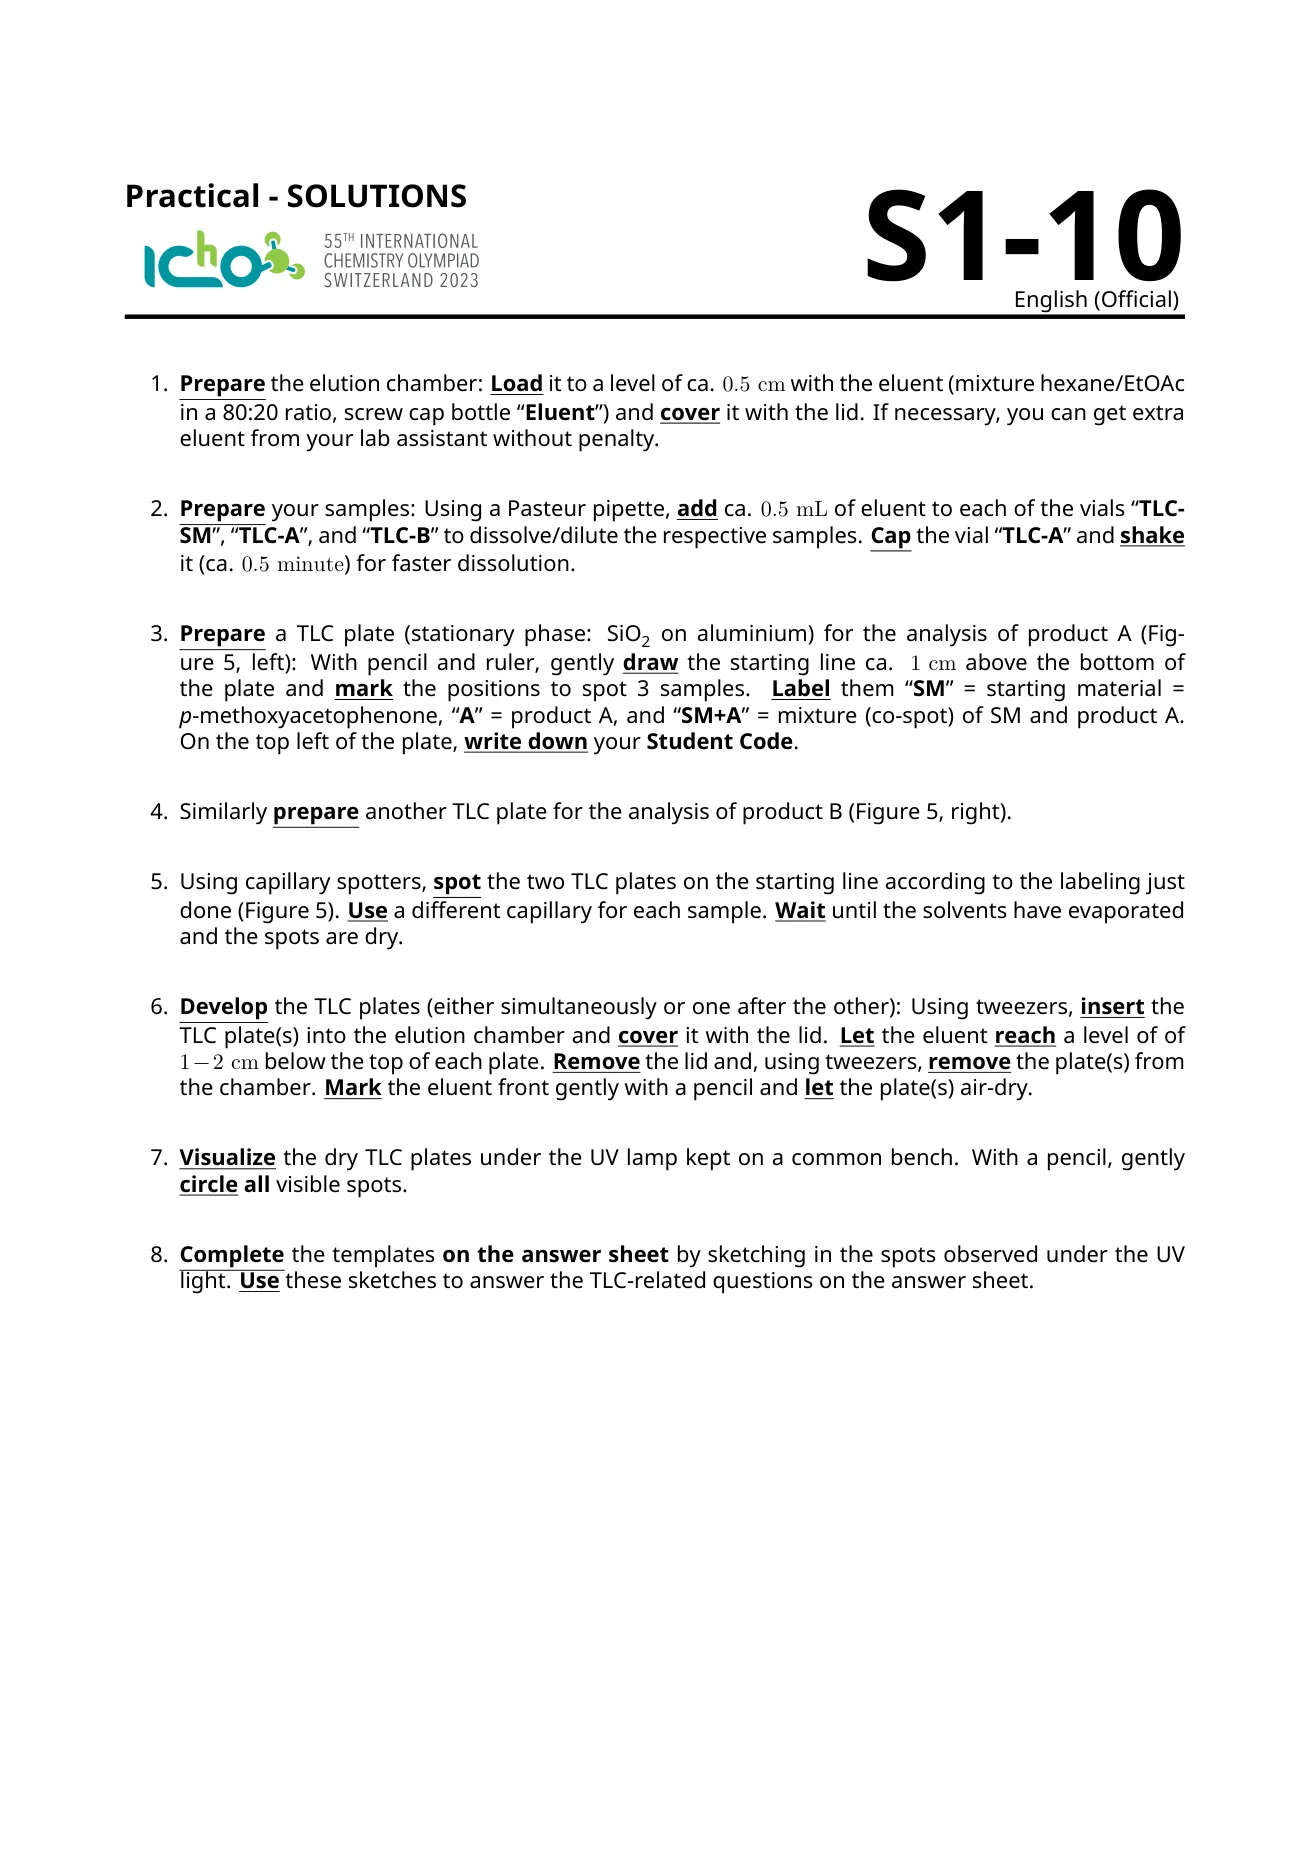 Practical - SOLUTIONS
S1-10
IChO
55TH INTERNATIONAL
CHEMISTRY OLYMPIAD
SWITZERLAND 2023
English (Official)
1. Prepare the elution chamber: Load it to a level of ca. 0.5 cm with the eluent (mixture hexane/EtOAc
in a 80:20 ratio, screw cap bottle “Eluent”) and cover it with the lid. If necessary, you can get extra
eluent from your lab assistant without penalty.
2. Prepare your samples: Using a Pasteur pipette, add ca. 0.5 mL of eluent to each of the vials “TLC-
SM”, “TLC-A”, and “TLC-B” to dissolve/dilute the respective samples. Cap the vial “TLC-A” and shake
it (ca. 0.5 minute) for faster dissolution.
3. Prepare a TLC plate (stationary phase: SiO2 on aluminium) for the analysis of product A (Fig-
ure 5, left): With pencil and ruler, gently draw the starting line ca. 1 cm above the bottom of
the plate and mark the positions to spot 3 samples. Label them “SM” = starting material =
p-methoxyacetophenone, “A” = product A, and “SM+A” = mixture (co-spot) of SM and product A.
On the top left of the plate, write down your Student Code.
4. Similarly prepare another TLC plate for the analysis of product B (Figure 5, right).
5. Using capillary spotters, spot the two TLC plates on the starting line according to the labeling just
done (Figure 5). Use a different capillary for each sample. Wait until the solvents have evaporated
and the spots are dry.
6. Develop the TLC plates (either simultaneously or one after the other): Using tweezers, insert the
TLC plate(s) into the elution chamber and cover it with the lid. Let the eluent reach a level of of
1−2 cm below the top of each plate. Remove the lid and, using tweezers, remove the plate(s) from
the chamber. Mark the eluent front gently with a pencil and let the plate(s) air-dry.
7. Visualize the dry TLC plates under the UV lamp kept on a common bench. With a pencil, gently
circle all visible spots.
8. Complete the templates on the answer sheet by sketching in the spots observed under the UV
light. Use these sketches to answer the TLC-related questions on the answer sheet.